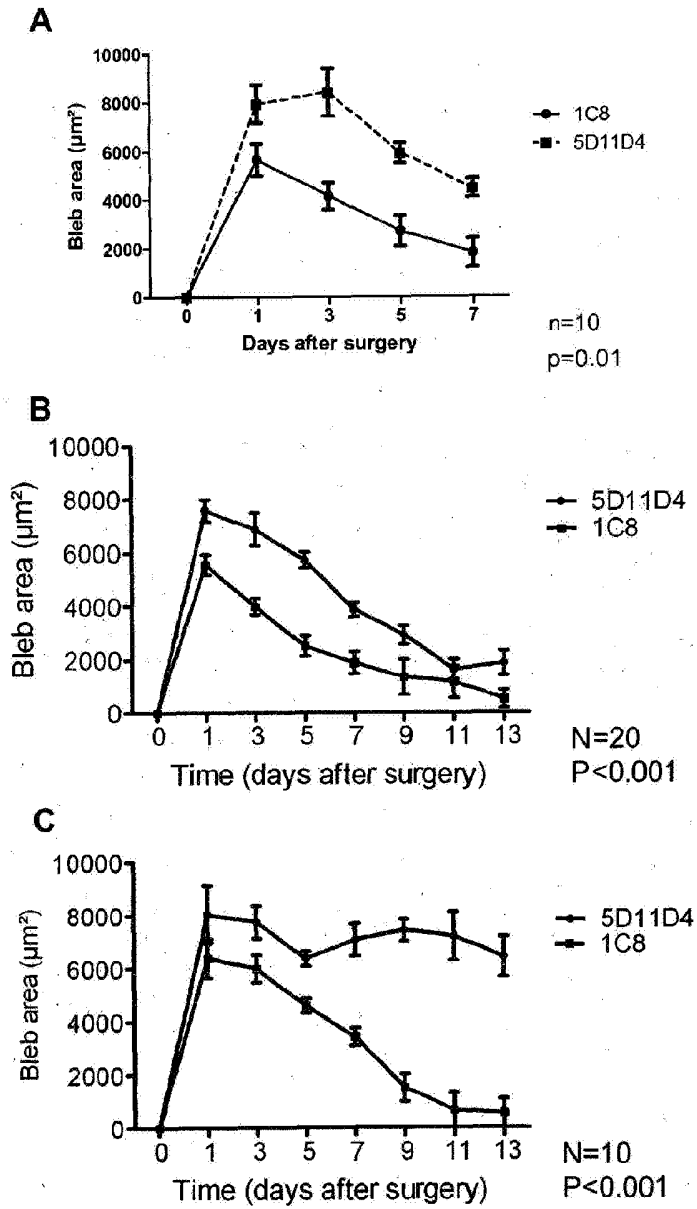 A
10000
8000
6000
4000
2000
0
Bleb area (µm²)
0 1 3 5 7
Days after surgery
1C8
5D11D4
n=10
p=0.01
B
10000
8000
6000
4000
2000
0
Bleb area (µm²)
0 1 3 5 7 9 11 13
Time (days after surgery)
5D11D4
1C8
N=20
P<0.001
C
10000
8000
6000
4000
2000
0
Bleb area (µm²)
0 1 3 5 7 9 11 13
Time (days after surgery)
5D11D4
1C8
N=10
P<0.001